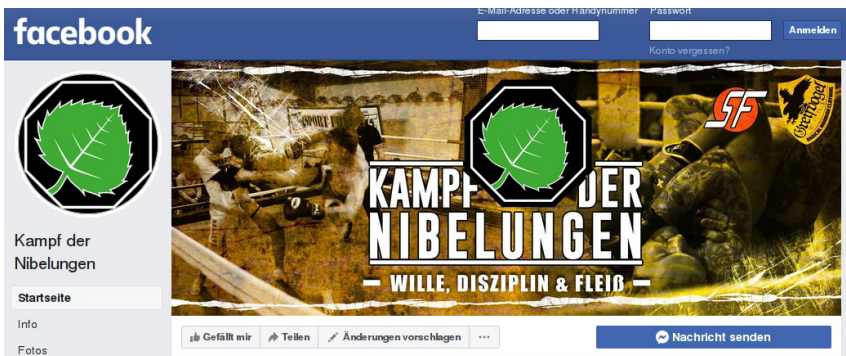 facebook
E-Mail-Adresse oder Handynummer
Passwort
Anmelden
Konto vergessen?
SPORT
SF
Greifvogel
KAMPF DER
NIBELUNGEN
– WILLE, DISZIPLIN & FLEIß –
Kampf der
Nibelungen
Startseite
Info
Fotos
Gefällt mir
Teilen
Änderungen vorschlagen
Nachricht senden